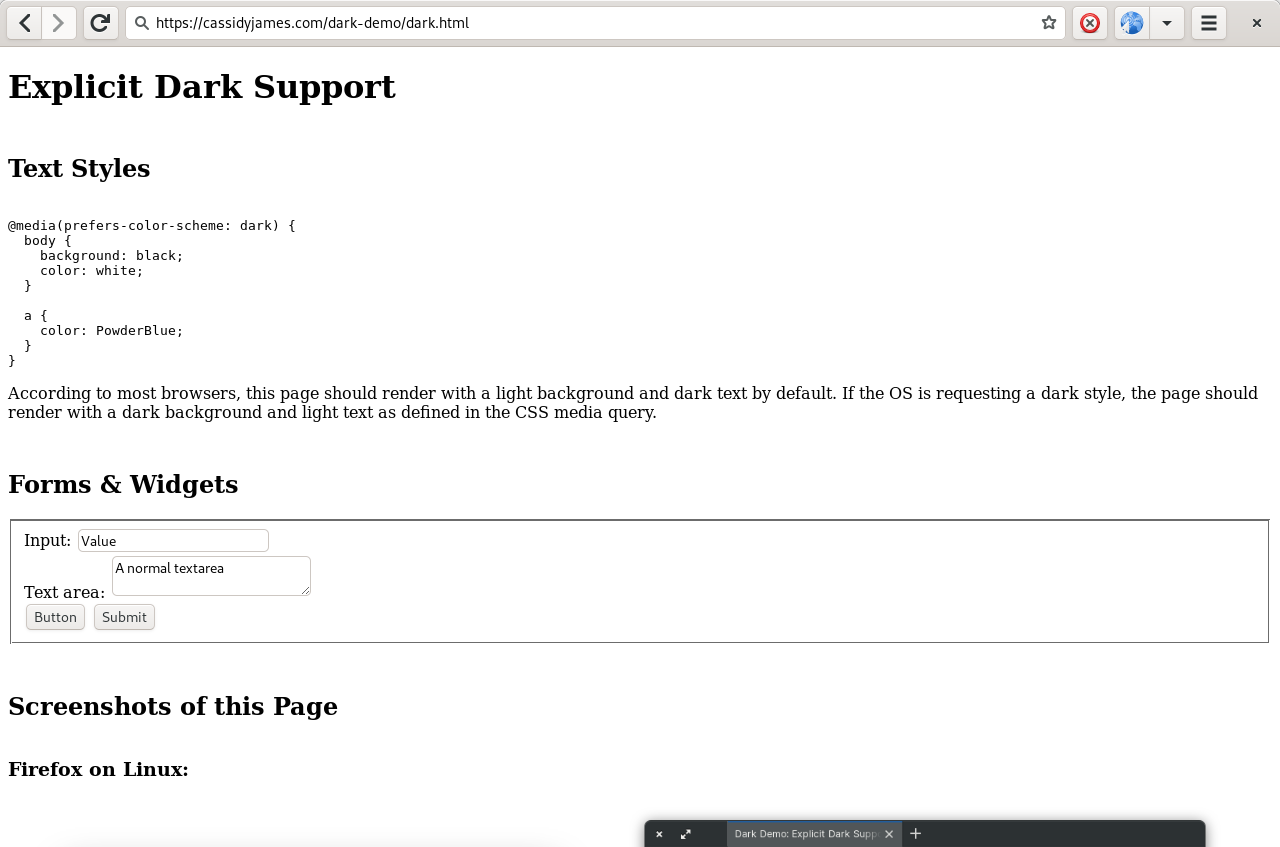 https://cassidyjames.com/dark-demo/dark.html
Explicit Dark Support
Text Styles
@media(prefers-color-scheme: dark) {
  body {
    background: black;
    color: white;
  }

  a {
    color: PowderBlue;
  }
}
According to most browsers, this page should render with a light background and dark text by default. If the OS is requesting a dark style, the page should
render with a dark background and light text as defined in the CSS media query.
Forms & Widgets
Input: Value
A normal textarea
Text area:
Button Submit
Screenshots of this Page
Firefox on Linux:
Dark Demo: Explicit Dark Supp